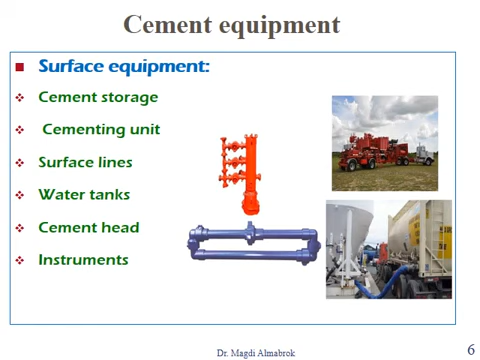 Cement equipment
Surface equipment:
Cement storage
Cementing unit
Surface lines
Water tanks
Cement head
Instruments
Dr. Magdi Almabrok
6